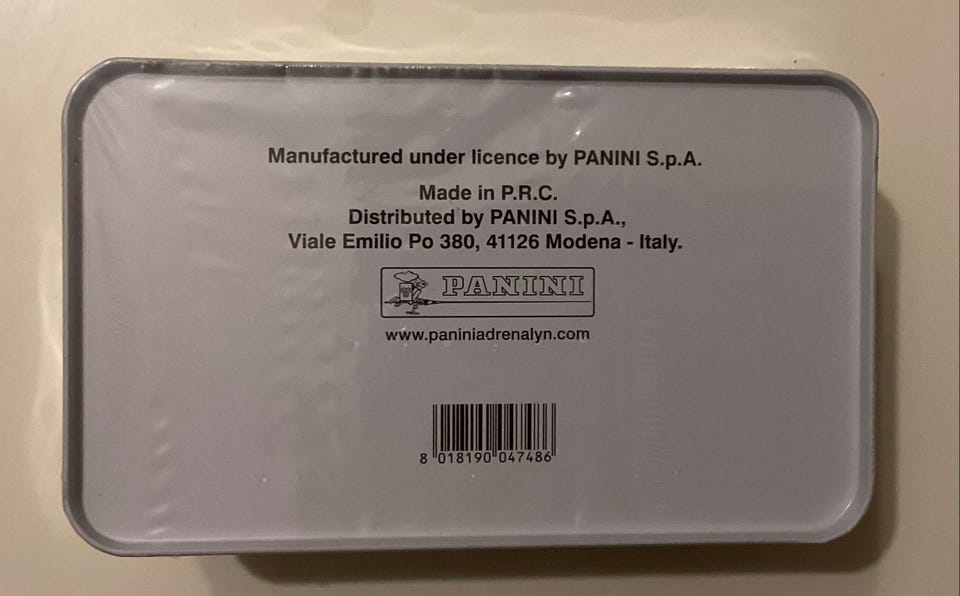 Manufactured under licence by PANINI S.p.A.
Made in P.R.C.
Distributed by PANINI S.p.A.,
Viale Emilio Po 380, 41126 Modena - Italy.
PANINI
www.paniniadrenalyn.com
8 018190 047486